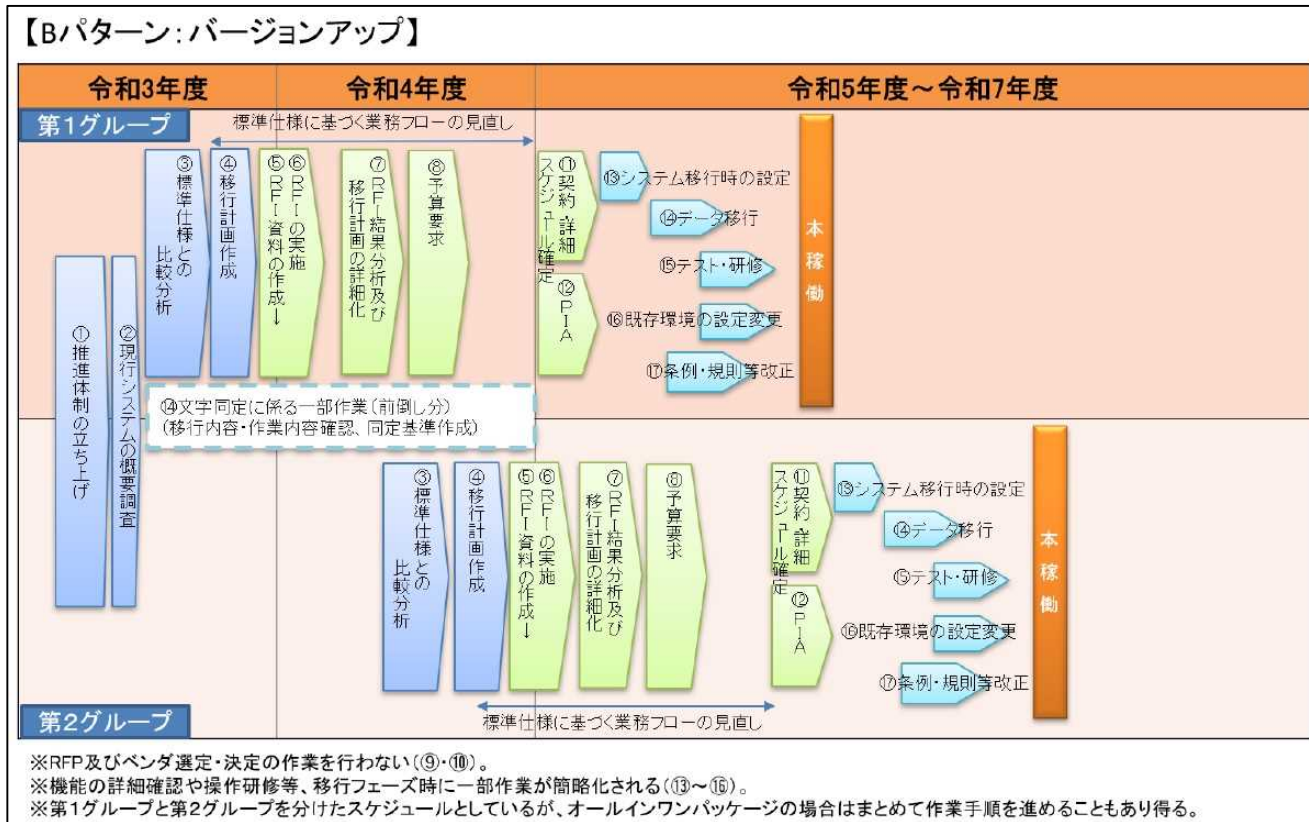 【Bパターン：バージョンアップ】
令和3年度
令和4年度
令和5年度～令和7年度
第1グループ
標準仕様に基づく業務フローの見直し
①推進体制の立ち上げ
②現行システムの概要調査
③標準仕様との
比較分析
④移行計画作成
⑥RFIの実施
⑤RFI資料の作成↓
⑦RFI結果分析及び
移行計画の詳細化
⑧予算要求
⑪契約・詳細
スケジュール確定
⑫PIA
⑬システム移行時の設定
⑭データ移行
⑮テスト・研修
⑯既存環境の設定変更
⑰条例・規則等改正
本稼働
⑭文字同定に係る一部作業（前倒し分）
（移行内容・作業内容確認、同定基準作成）
③標準仕様との
比較分析
④移行計画作成
⑥RFIの実施
⑤RFI資料の作成↓
⑦RFI結果分析及び
移行計画の詳細化
⑧予算要求
⑪契約・詳細
スケジュール確定
⑫PIA
⑬システム移行時の設定
⑭データ移行
⑮テスト・研修
⑯既存環境の設定変更
⑰条例・規則等改正
本稼働
第2グループ
標準仕様に基づく業務フローの見直し
※RFP及びベンダ選定・決定の作業を行わない（⑨・⑩）。
※機能の詳細確認や操作研修等、移行フェーズ時に一部作業が簡略化される（⑬～⑯）。
※第1グループと第2グループを分けたスケジュールとしているが、オールインワンパッケージの場合はまとめて作業手順を進めることもあり得る。